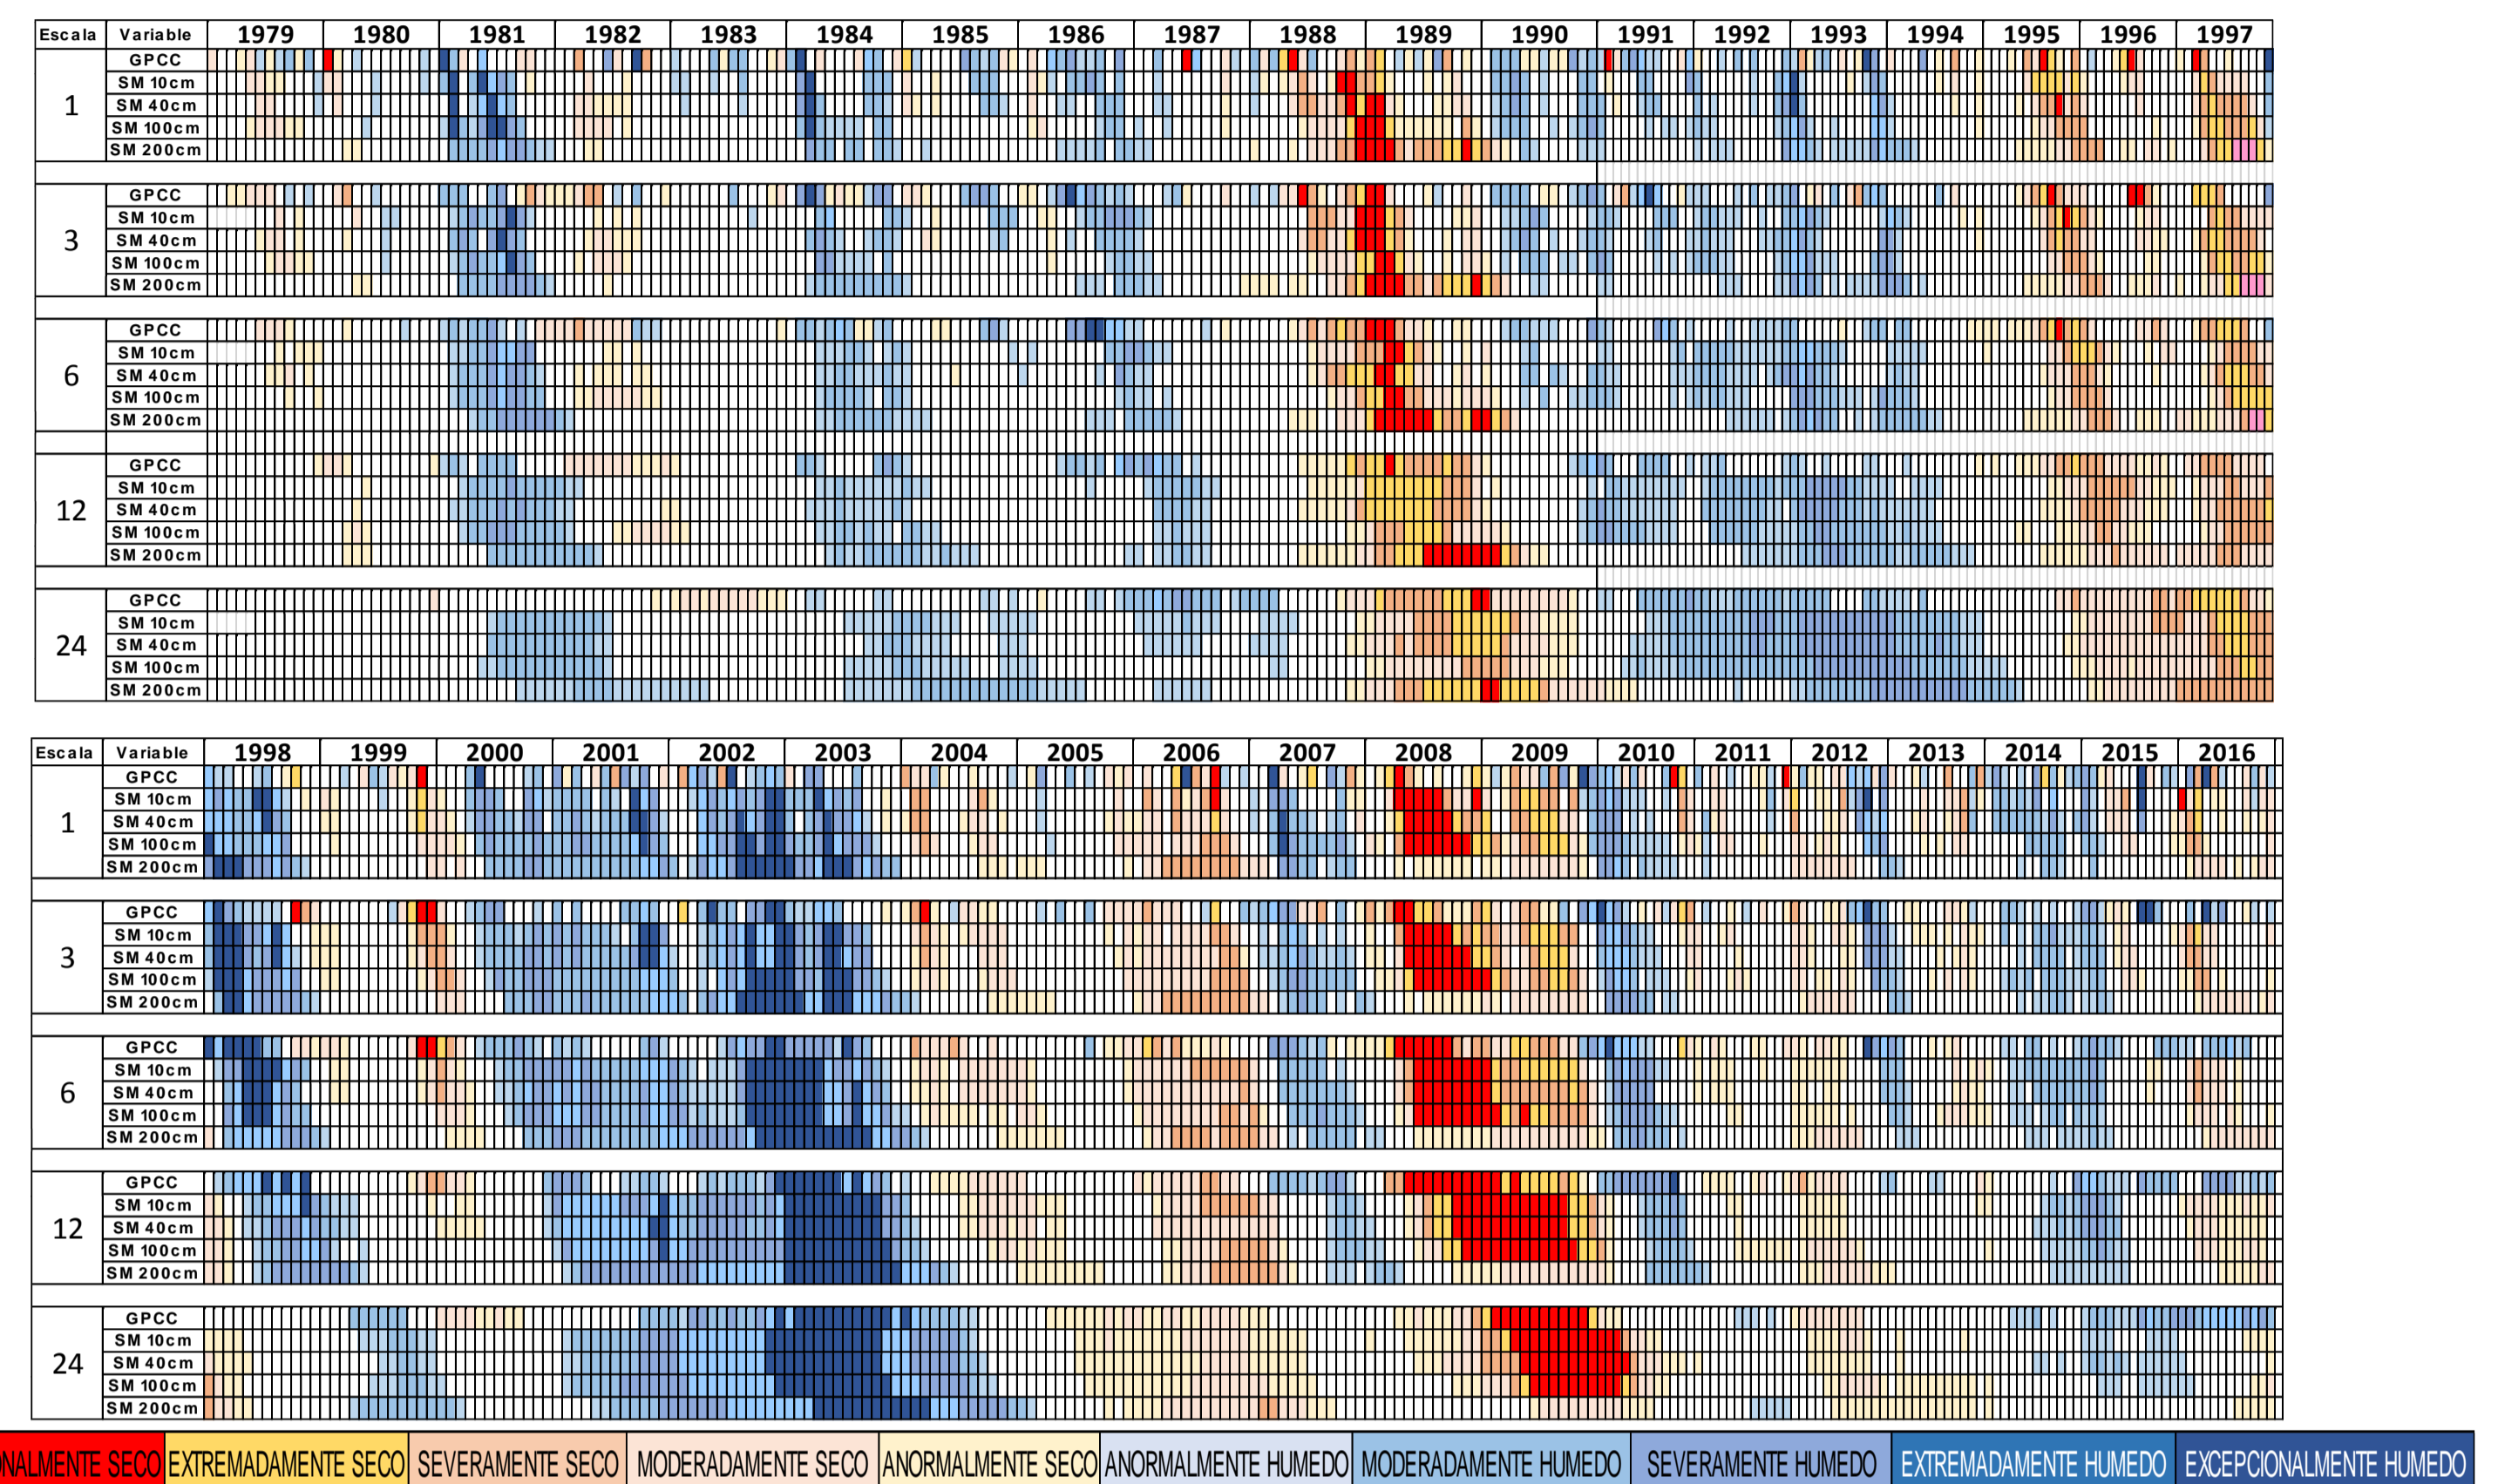 Escala Variable 1979 1980 1981 1982 1983 1984 1985 1986 1987 1988 1989 1990 1991 1992 1993 1994 1995 1996 1997
GPCC
SM 10cm
1 SM 40cm
SM 100cm
SM 200cm
GPCC
SM 10cm
3 SM 40cm
SM 100cm
SM 200cm
GPCC
SM 10cm
6 SM 40cm
SM 100cm
SM 200cm
GPCC
SM 10cm
12 SM 40cm
SM 100cm
SM 200cm
GPCC
SM 10cm
24 SM 40cm
SM 100cm
SM 200cm
Escala Variable 1998 1999 2000 2001 2002 2003 2004 2005 2006 2007 2008 2009 2010 2011 2012 2013 2014 2015 2016
GPCC
SM 10cm
1 SM 40cm
SM 100cm
SM 200cm
GPCC
SM 10cm
3 SM 40cm
SM 100cm
SM 200cm
GPCC
SM 10cm
6 SM 40cm
SM 100cm
SM 200cm
GPCC
SM 10cm
12 SM 40cm
SM 100cm
SM 200cm
GPCC
SM 10cm
24 SM 40cm
SM 100cm
SM 200cm
NALMENTE SECO EXTREMADAMENTE SECO SEVERAMENTE SECO MODERADAMENTE SECO ANORMALMENTE SECO ANORMALMENTE HUMEDO MODERADAMENTE HUMEDO SEVERAMENTE HUMEDO EXTREMADAMENTE HUMEDO EXCEPCIONALMENTE HUMEDO